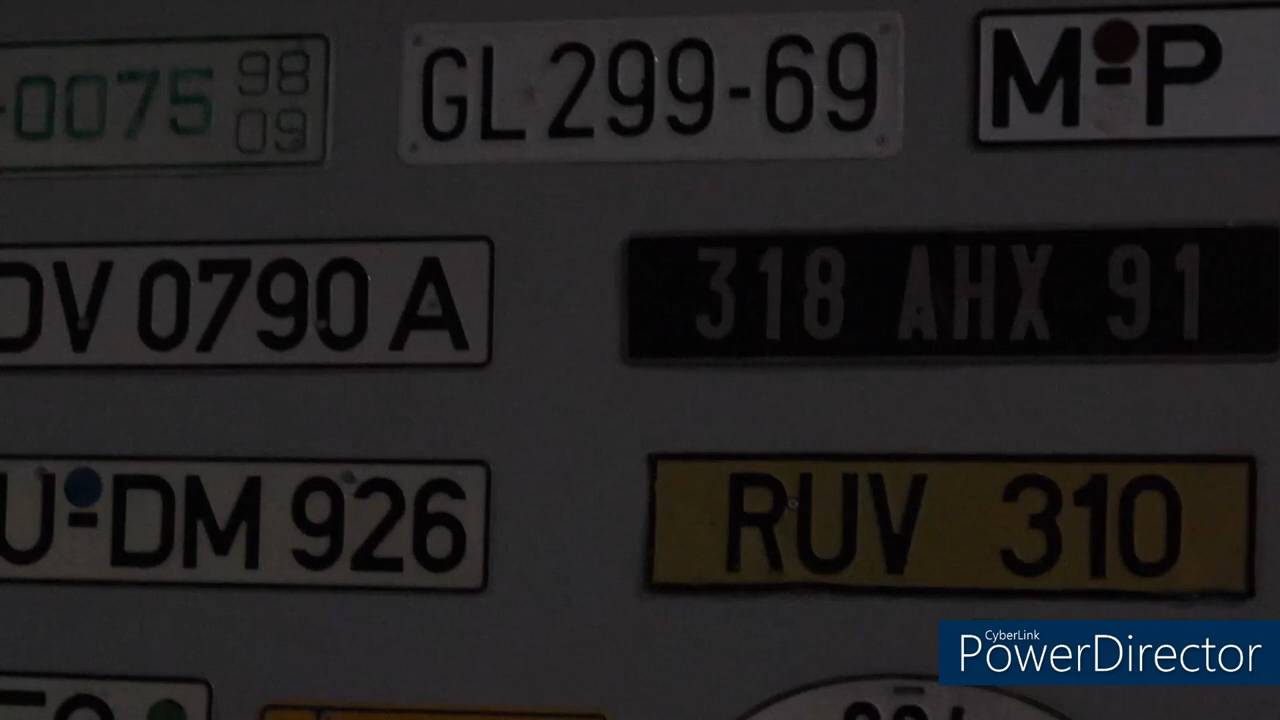 -0075 98
09
GL 299-69
M-P
DV 0790 A
318 AHX 91
U-DM 926
RUV 310
CyberLink
PowerDirector